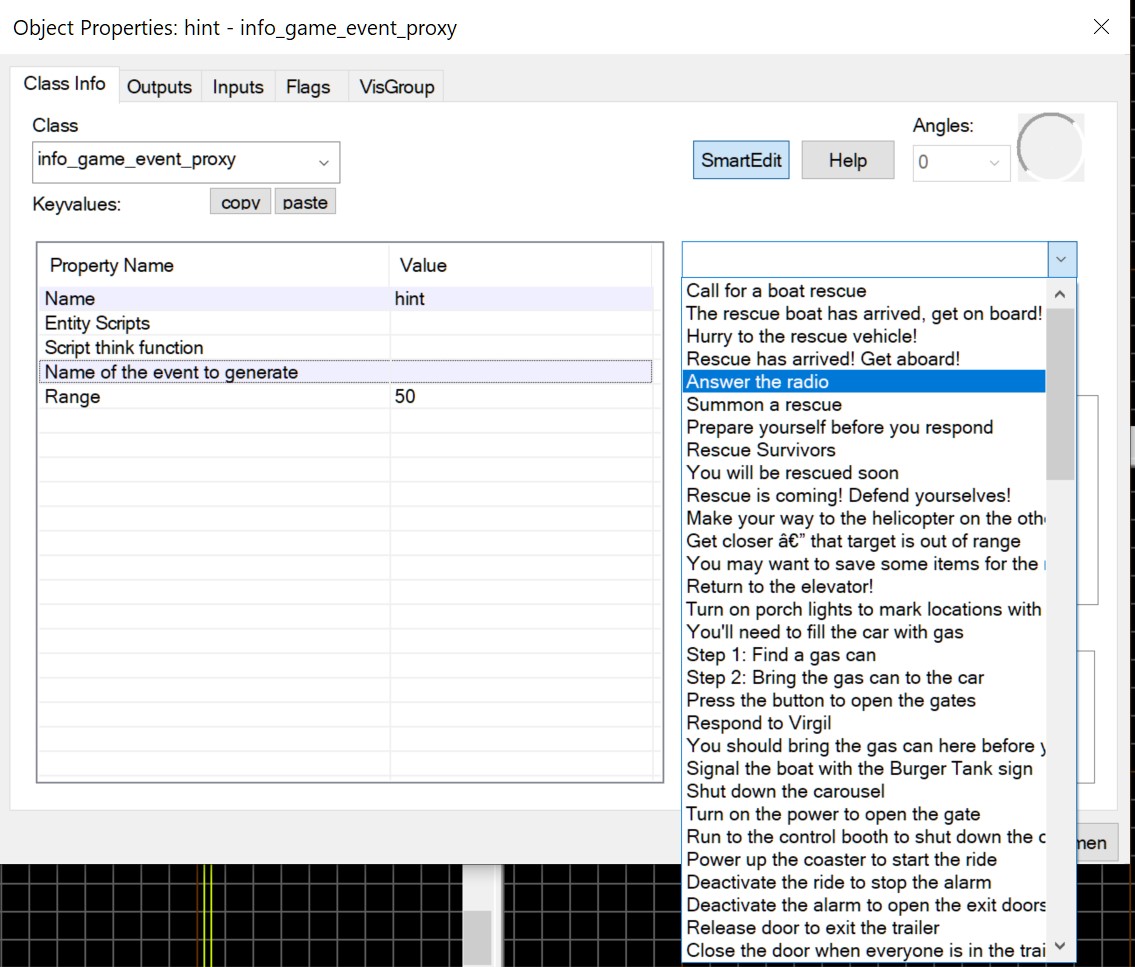 Object Properties: hint - info_game_event_proxy
Class Info Outputs Inputs Flags VisGroup
Class
info_game_event_proxy
SmartEdit
Help
Angles:
0
Keyvalues:
copy
paste
Property Name Value
Name hint
Entity Scripts
Script think function
Name of the event to generate
Range 50
Call for a boat rescue
The rescue boat has arrived, get on board!
Hurry to the rescue vehicle!
Rescue has arrived! Get aboard!
Answer the radio
Summon a rescue
Prepare yourself before you respond
Rescue Survivors
You will be rescued soon
Rescue is coming! Defend yourselves!
Make your way to the helicopter on the oth
Get closer â€” that target is out of range
You may want to save some items for the
Return to the elevator!
Turn on porch lights to mark locations with
You'll need to fill the car with gas
Step 1: Find a gas can
Step 2: Bring the gas can to the car
Press the button to open the gates
Respond to Virgil
You should bring the gas can here before y
Signal the boat with the Burger Tank sign
Shut down the carousel
Turn on the power to open the gate
Run to the control booth to shut down the c
Power up the coaster to start the ride
Deactivate the ride to stop the alarm
Deactivate the alarm to open the exit doors
Release door to exit the trailer
Close the door when everyone is in the trai
men